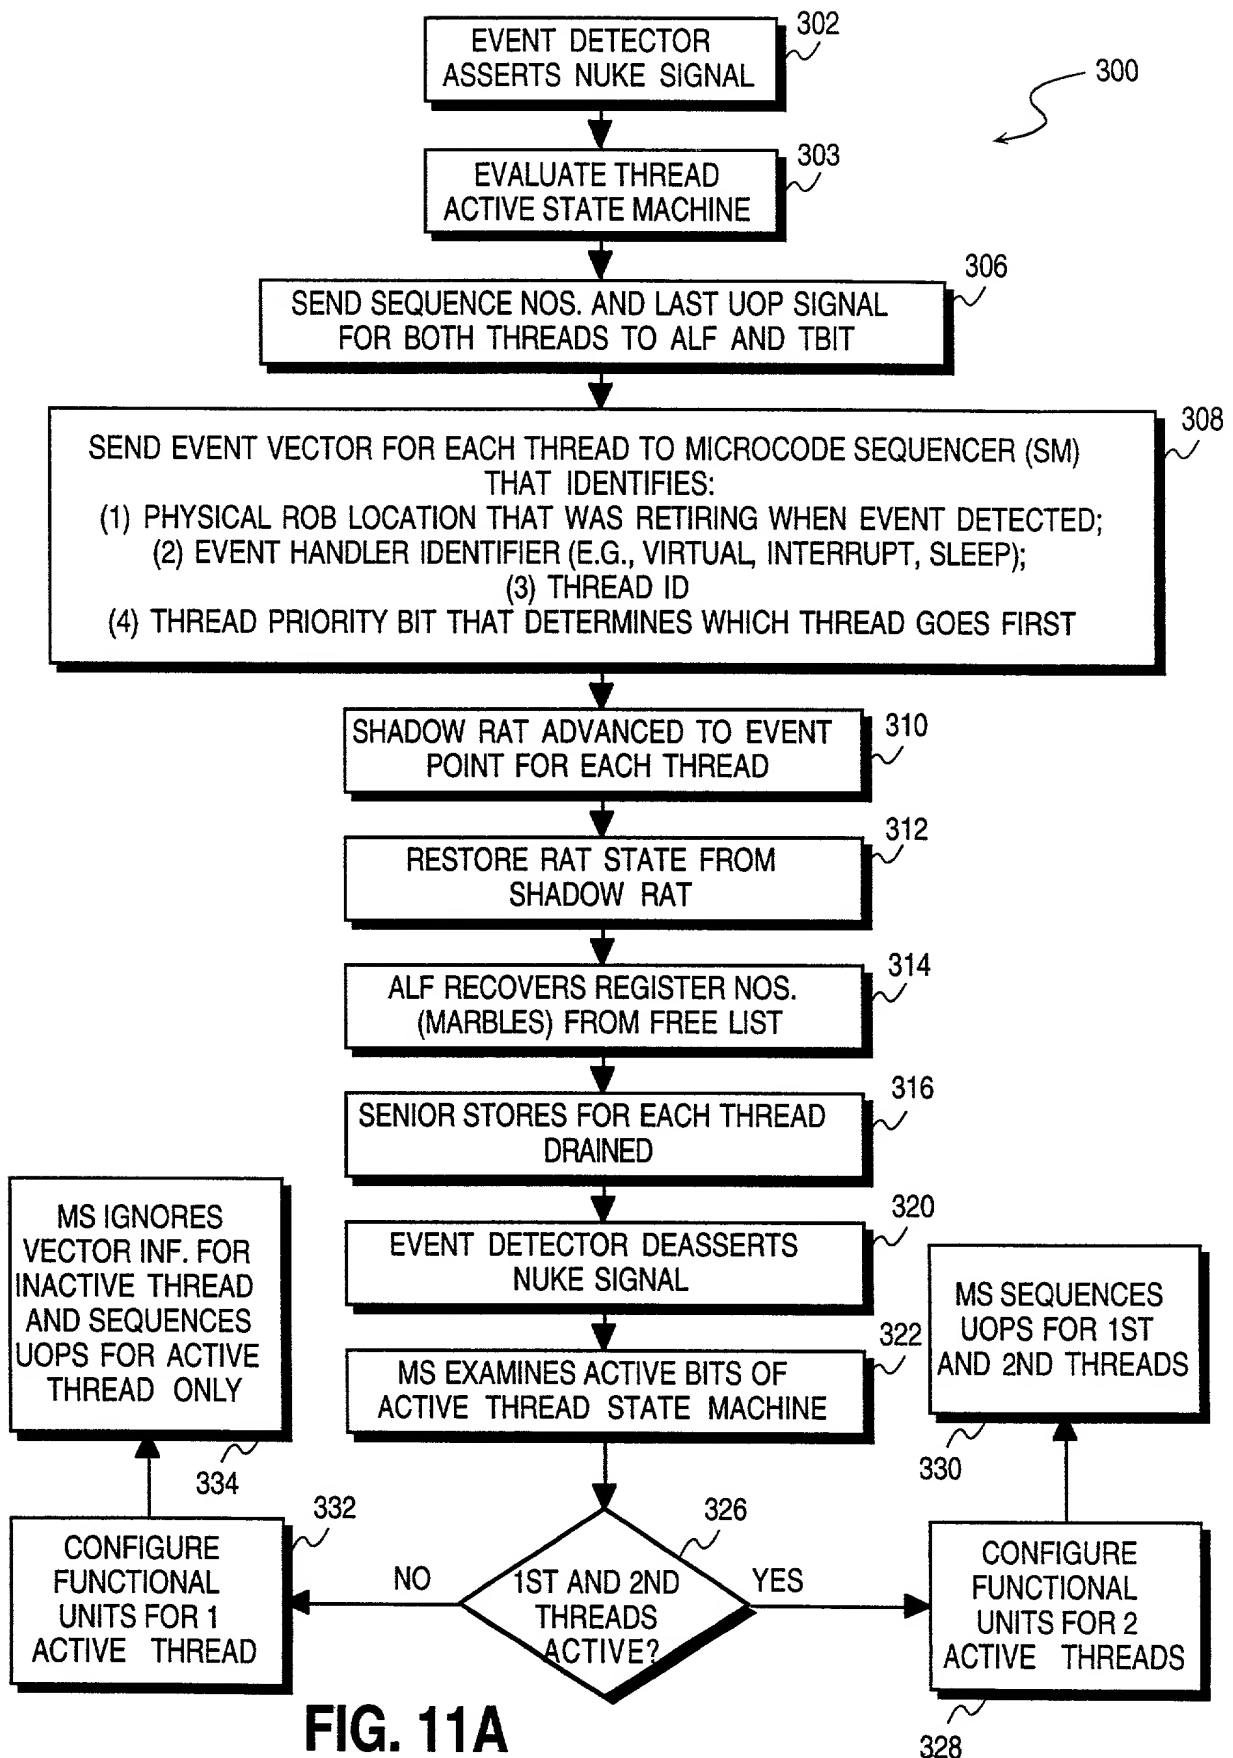 302
EVENT DETECTOR
ASSERTS NUKE SIGNAL
300
303
EVALUATE THREAD
ACTIVE STATE MACHINE
306
SEND SEQUENCE NOS. AND LAST UOP SIGNAL
FOR BOTH THREADS TO ALF AND TBIT
308
SEND EVENT VECTOR FOR EACH THREAD TO MICROCODE SEQUENCER (SM)
THAT IDENTIFIES:
(1) PHYSICAL ROB LOCATION THAT WAS RETIRING WHEN EVENT DETECTED;
(2) EVENT HANDLER IDENTIFIER (E.G., VIRTUAL, INTERRUPT, SLEEP);
(3) THREAD ID
(4) THREAD PRIORITY BIT THAT DETERMINES WHICH THREAD GOES FIRST
310
SHADOW RAT ADVANCED TO EVENT
POINT FOR EACH THREAD
312
RESTORE RAT STATE FROM
SHADOW RAT
314
ALF RECOVERS REGISTER NOS.
(MARBLES) FROM FREE LIST
316
SENIOR STORES FOR EACH THREAD
DRAINED
320
EVENT DETECTOR DEASSERTS
NUKE SIGNAL
322
MS EXAMINES ACTIVE BITS OF
ACTIVE THREAD STATE MACHINE
MS IGNORES
VECTOR INF. FOR
INACTIVE THREAD
AND SEQUENCES
UOPS FOR ACTIVE
THREAD ONLY
334
MS SEQUENCES
UOPS FOR 1ST
AND 2ND THREADS
330
332
CONFIGURE
FUNCTIONAL
UNITS FOR 1
ACTIVE THREAD
NO
326
1ST AND 2ND
THREADS
ACTIVE?
YES
CONFIGURE
FUNCTIONAL
UNITS FOR 2
ACTIVE THREADS
328
FIG. 11A